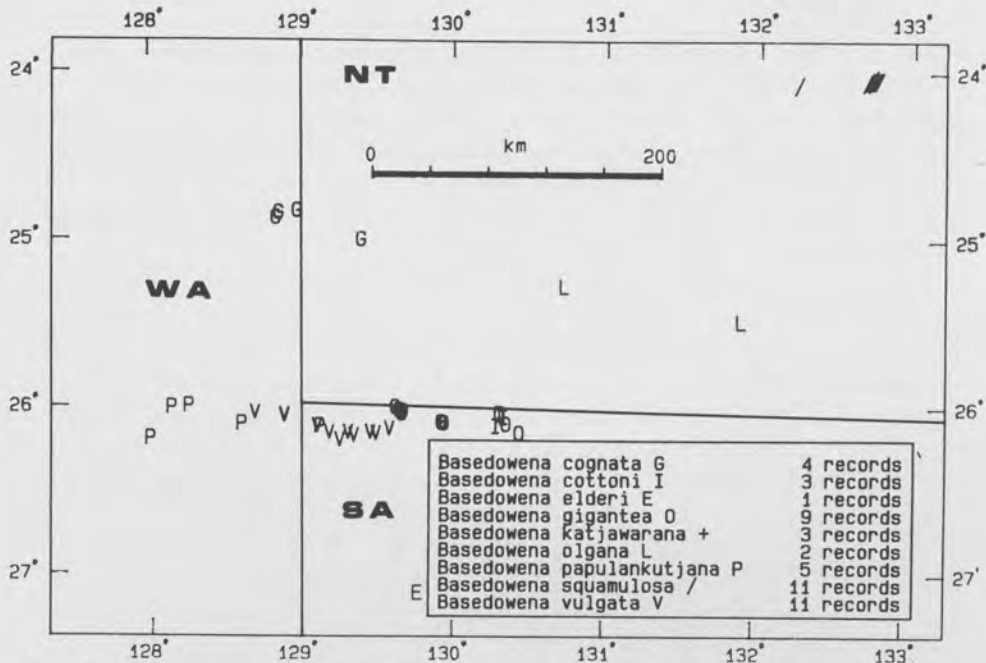 128° 129° 130° 131° 132° 133°
24° NT / 24°
0 km 200
G G G
25° G 25°
WA L
L
26° P P V V 26°
P P V V V V V V O
O
Basedowena cognata G 4 records
Basedowena cottoni I 3 records
Basedowena elderi E 1 records
Basedowena gigantea O 9 records
Basedowena katjawarana + 3 records
Basedowena olgana L 2 records
Basedowena papulankutjana P 5 records
Basedowena squamulosa / 11 records
Basedowena vulgata V 11 records
SA
27° E 27'
128° 129° 130° 131° 132° 133°